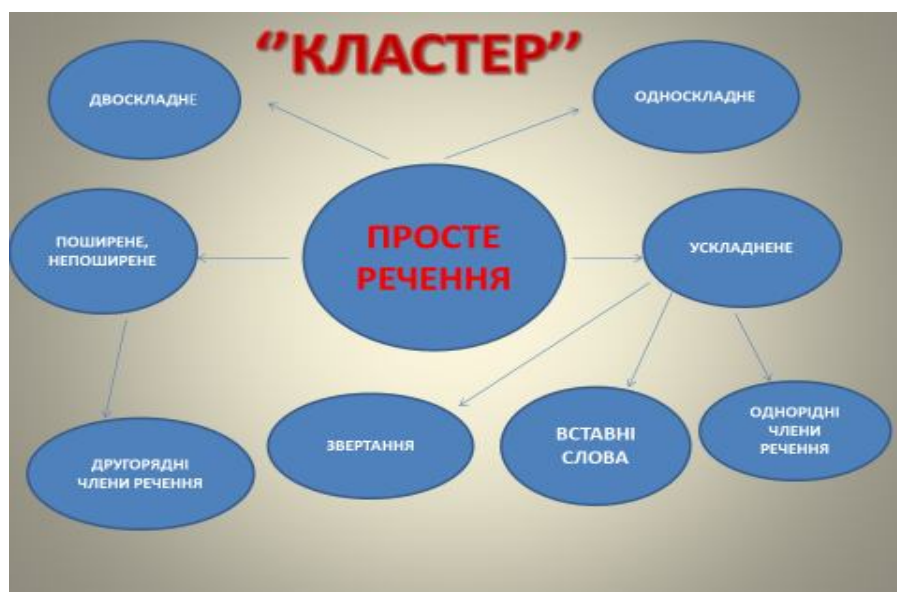 ‘‘КЛАСТЕР’’
ДВОСКЛАДНЕ
ОДНОСКЛАДНЕ
ПРОСТЕ
РЕЧЕННЯ
ПОШИРЕНЕ,
НЕПОШИРЕНЕ
УСКЛАДНЕНЕ
ДРУГОРЯДНІ
ЧЛЕНИ РЕЧЕННЯ
ЗВЕРТАННЯ
ВСТАВНІ
СЛОВА
ОДНОРІДНІ
ЧЛЕНИ
РЕЧЕННЯ